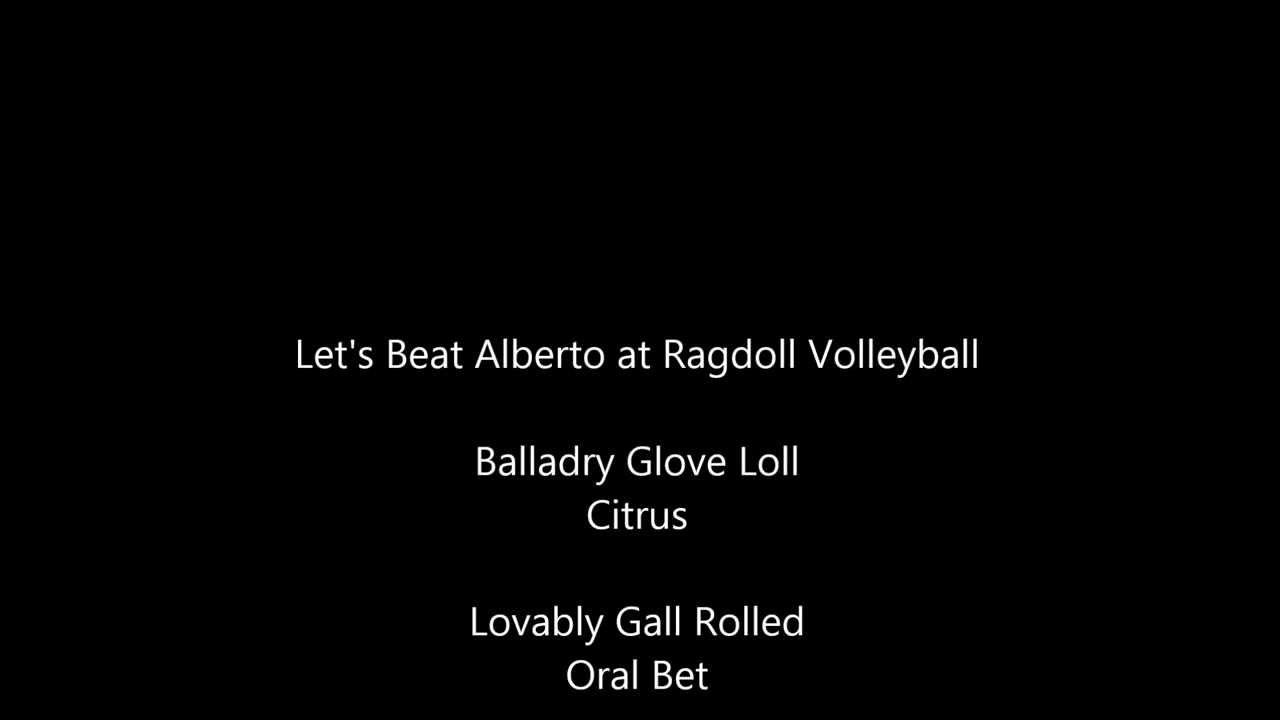 Let's Beat Alberto at Ragdoll Volleyball
Balladry Glove Loll
Citrus
Lovably Gall Rolled
Oral Bet